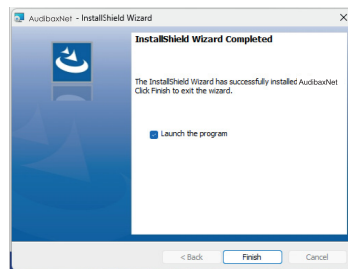 AudibaxNet - InstallShield Wizard
InstallShield Wizard Completed
The InstallShield Wizard has successfully installed AudibaxNet
Click Finish to exit the wizard.
Launch the program
< Back
Finish
Cancel